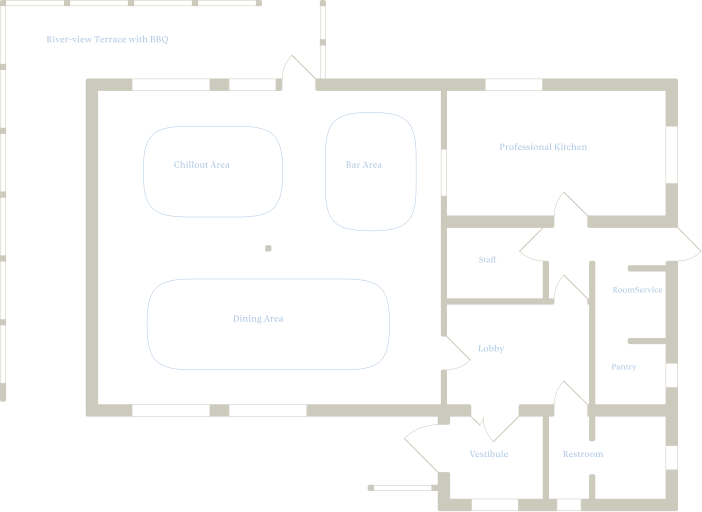 River-view Terrace with BBQ
Professional Kitchen
Chillout Area
Bar Area
Staff
RoomService
Dining Area
Lobby
Pantry
Vestibule
Restroom